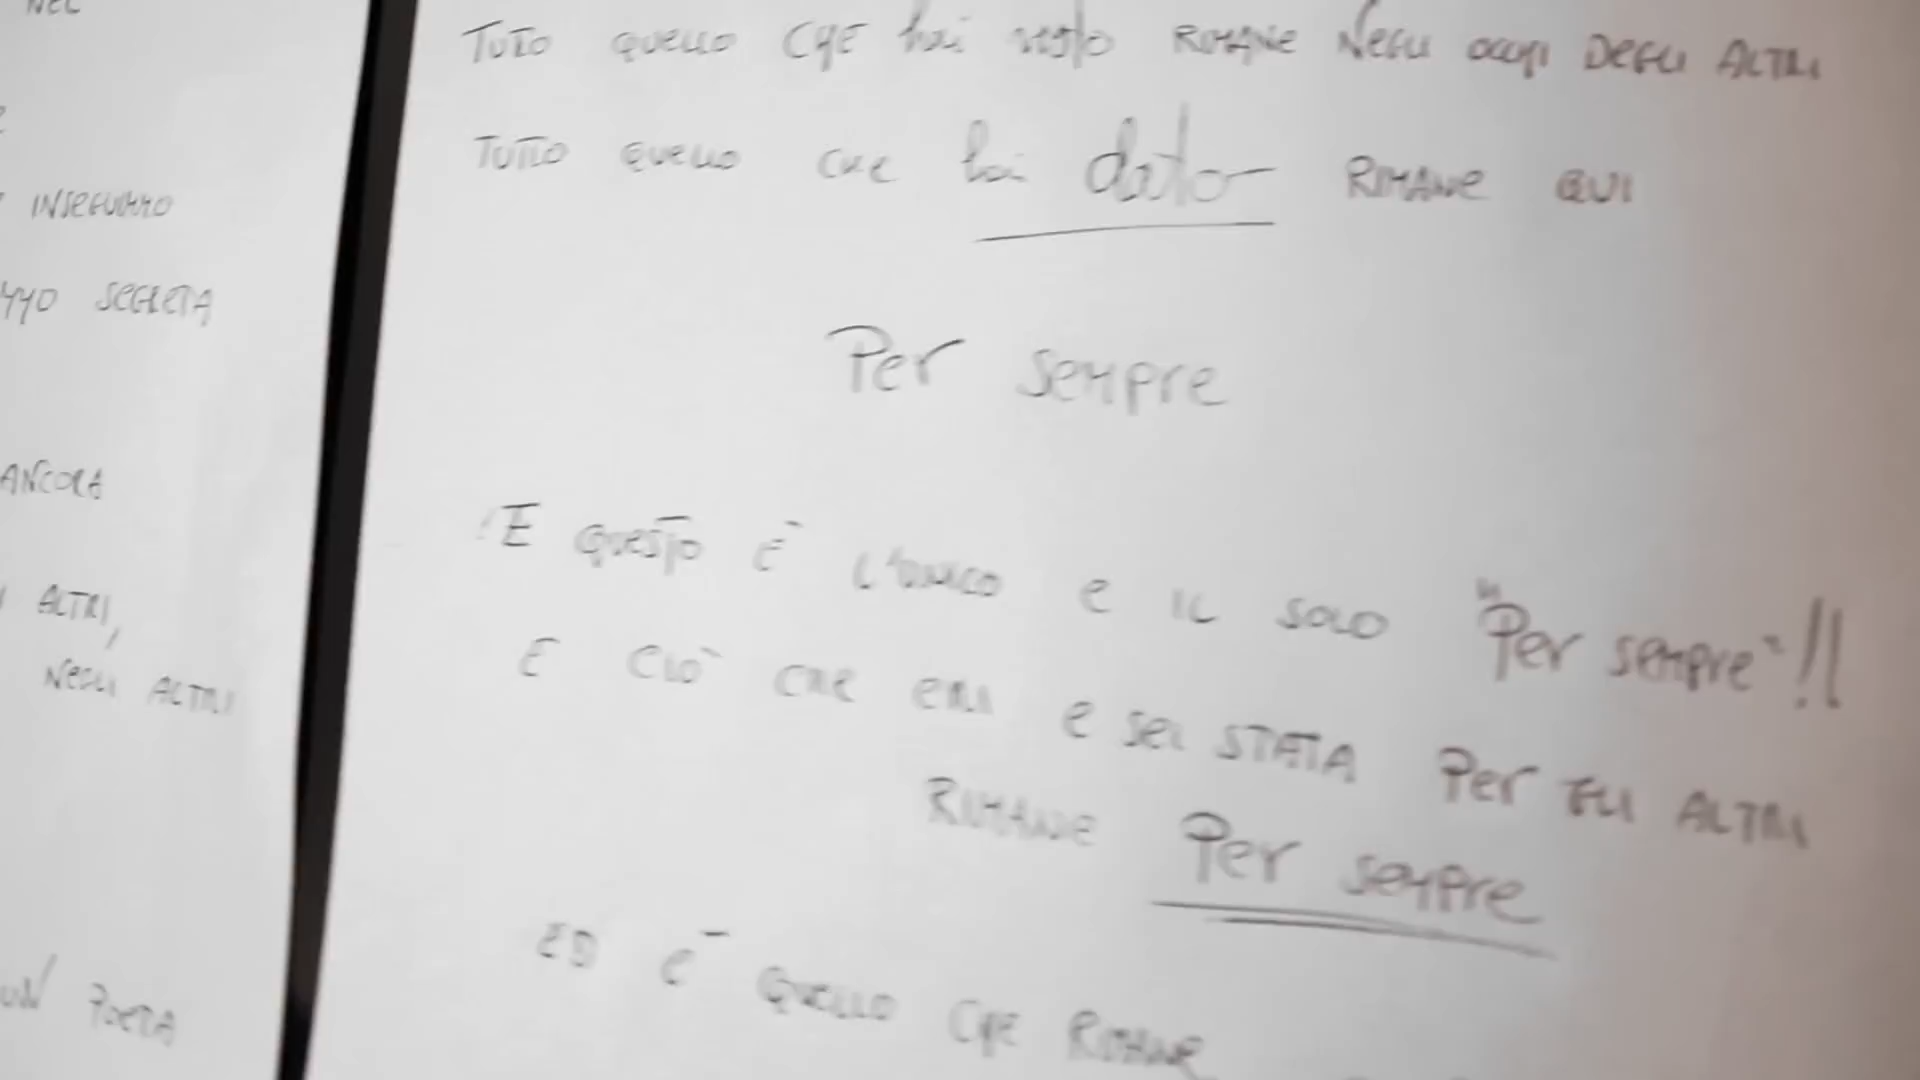 NEL
INSEGUIAMO
SEGRETA
ANCORA
ALTRI,
NEGLI ALTRI
UN POETA
TUTTO QUELLO CHE hai visto RIMANE NEGLI OCCHI DEGLI ALTRI
TUTTO QUELLO CHE hai dato RIMANE QUI
Per sempre
E QUESTO È L'UNICO E IL SOLO "Per sempre"!!
E CIÒ CHE ERI E SEI STATA Per GLI ALTRI
RIMANE Per sempre
ED È QUELLO CHE RIMANE